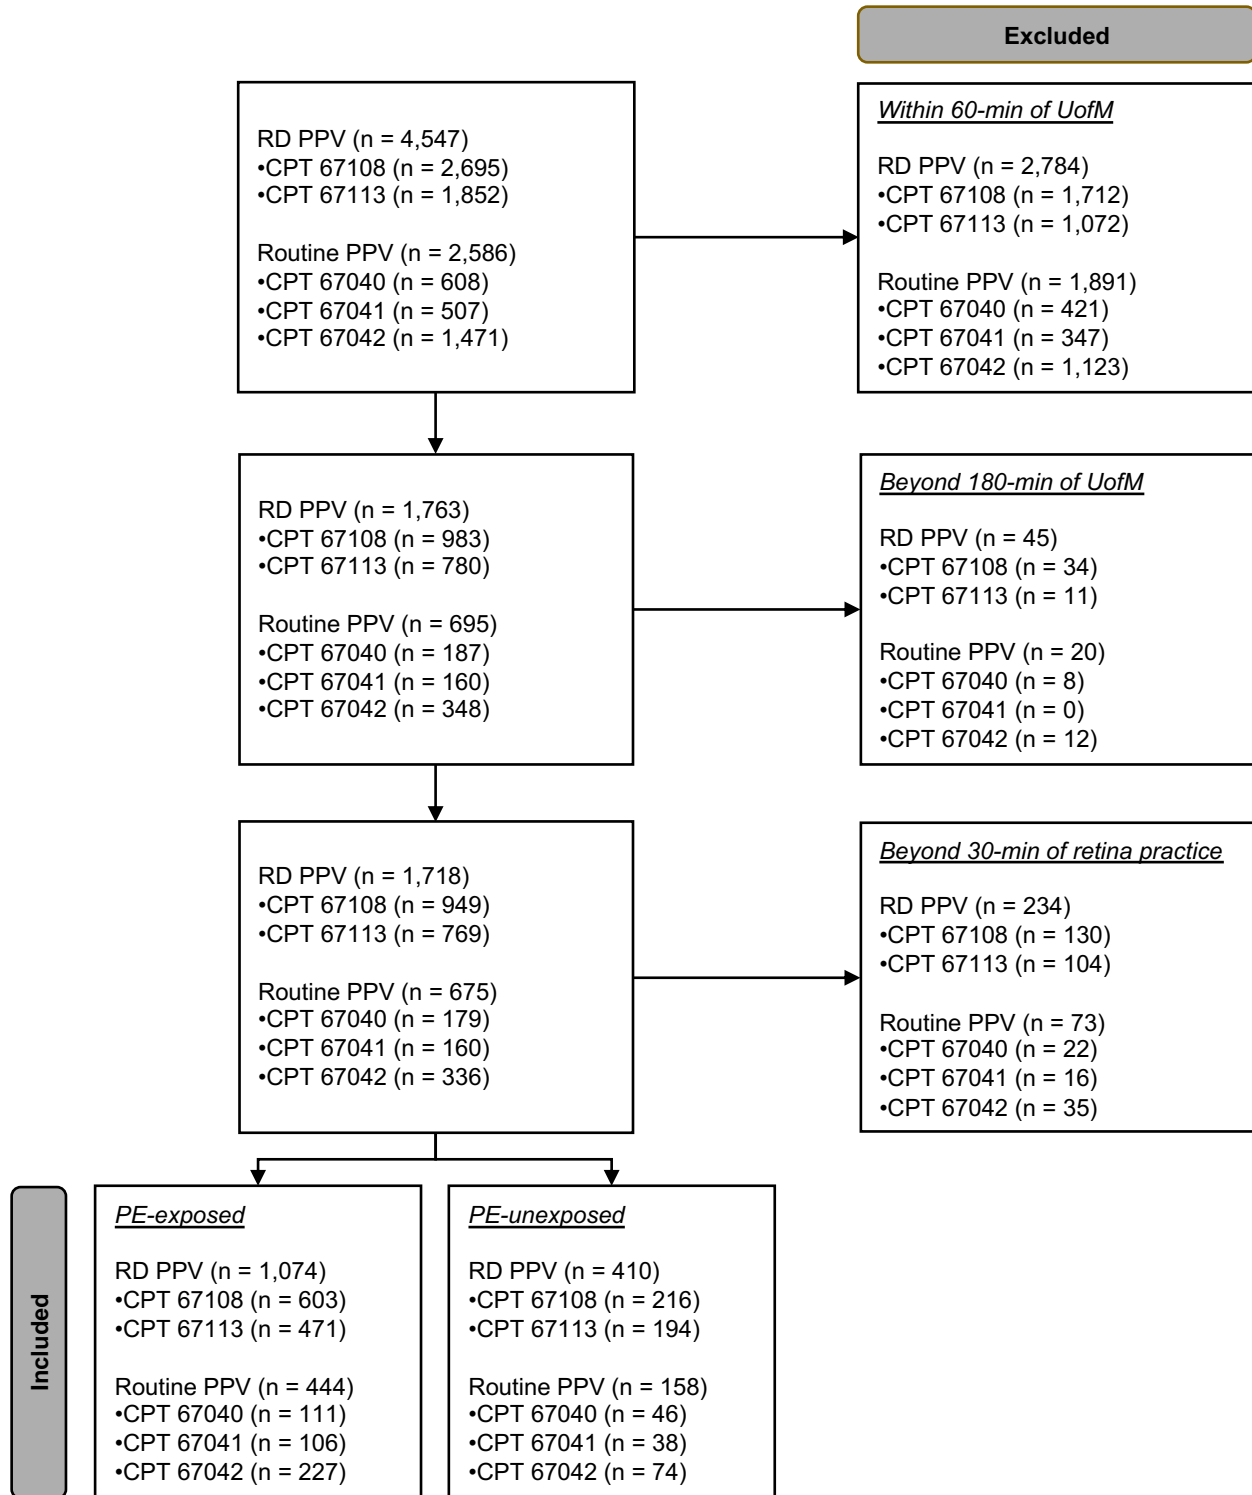 Excluded
RD PPV (n = 4,547)
•CPT 67108 (n = 2,695)
•CPT 67113 (n = 1,852)
Routine PPV (n = 2,586)
•CPT 67040 (n = 608)
•CPT 67041 (n = 507)
•CPT 67042 (n = 1,471)
Within 60-min of UofM
RD PPV (n = 2,784)
•CPT 67108 (n = 1,712)
•CPT 67113 (n = 1,072)
Routine PPV (n = 1,891)
•CPT 67040 (n = 421)
•CPT 67041 (n = 347)
•CPT 67042 (n = 1,123)
RD PPV (n = 1,763)
•CPT 67108 (n = 983)
•CPT 67113 (n = 780)
Routine PPV (n = 695)
•CPT 67040 (n = 187)
•CPT 67041 (n = 160)
•CPT 67042 (n = 348)
Beyond 180-min of UofM
RD PPV (n = 45)
•CPT 67108 (n = 34)
•CPT 67113 (n = 11)
Routine PPV (n = 20)
•CPT 67040 (n = 8)
•CPT 67041 (n = 0)
•CPT 67042 (n = 12)
RD PPV (n = 1,718)
•CPT 67108 (n = 949)
•CPT 67113 (n = 769)
Routine PPV (n = 675)
•CPT 67040 (n = 179)
•CPT 67041 (n = 160)
•CPT 67042 (n = 336)
Beyond 30-min of retina practice
RD PPV (n = 234)
•CPT 67108 (n = 130)
•CPT 67113 (n = 104)
Routine PPV (n = 73)
•CPT 67040 (n = 22)
•CPT 67041 (n = 16)
•CPT 67042 (n = 35)
Included
PE-exposed
RD PPV (n = 1,074)
•CPT 67108 (n = 603)
•CPT 67113 (n = 471)
Routine PPV (n = 444)
•CPT 67040 (n = 111)
•CPT 67041 (n = 106)
•CPT 67042 (n = 227)
PE-unexposed
RD PPV (n = 410)
•CPT 67108 (n = 216)
•CPT 67113 (n = 194)
Routine PPV (n = 158)
•CPT 67040 (n = 46)
•CPT 67041 (n = 38)
•CPT 67042 (n = 74)